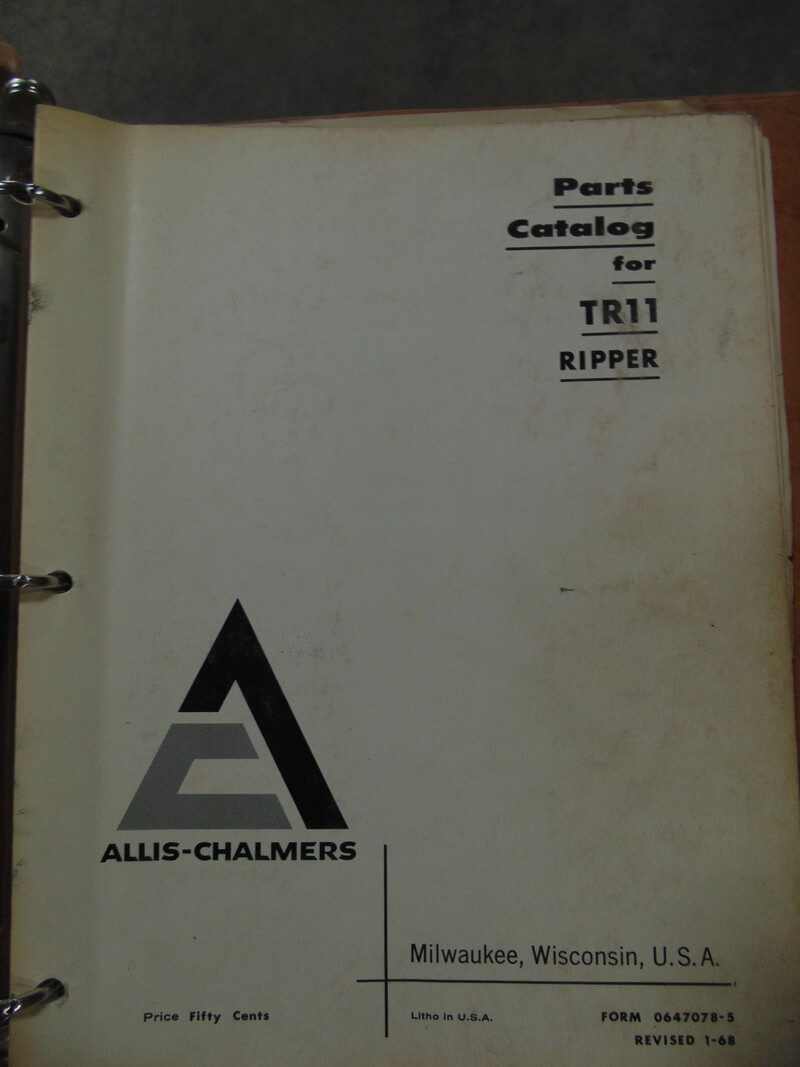 Parts
Catalog
for
TR11
RIPPER
ALLIS-CHALMERS
Milwaukee, Wisconsin, U.S.A.
Price Fifty Cents
Litho in U.S.A.
FORM 0647078-5
REVISED 1-68